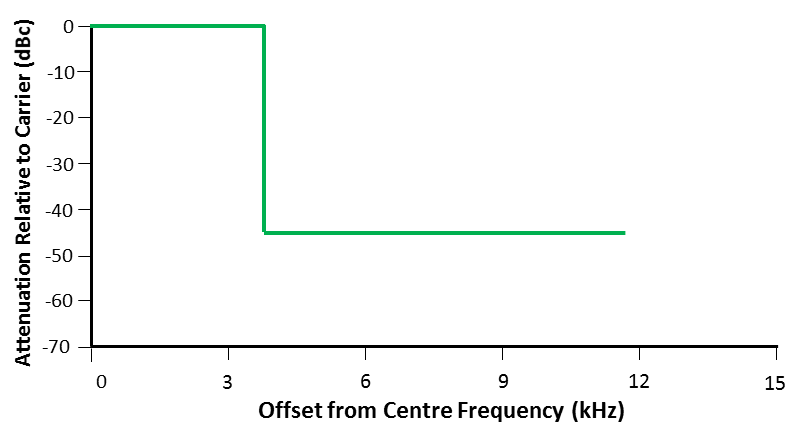 Attenuation Relative to Carrier (dBc)
0
-10
-20
-30
-40
-50
-60
-70
0 3 6 9 12 15
Offset from Centre Frequency (kHz)